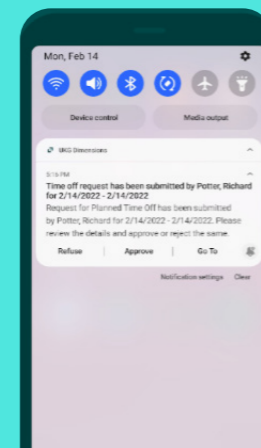 Mon, Feb 14
Device control Media output
UKG Dimensions
5:15 PM
Time off request has been submitted by Potter, Richard
for 2/14/2022 - 2/14/2022
Request for Planned Time Off has been submitted
by Potter, Richard for 2/14/2022 - 2/14/2022. Please
review the details and approve or reject the same.
Refuse | Approve | Go To
Notification settings Clear